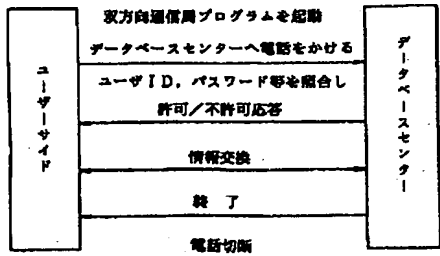 双方向通信局プログラムを起動
データベースセンターへ電話をかける
ユーザID，パスワード等を照合し
許可／不許可応答
情報交換
終 了
電話切断
ユーザーサイド
データベースセンター